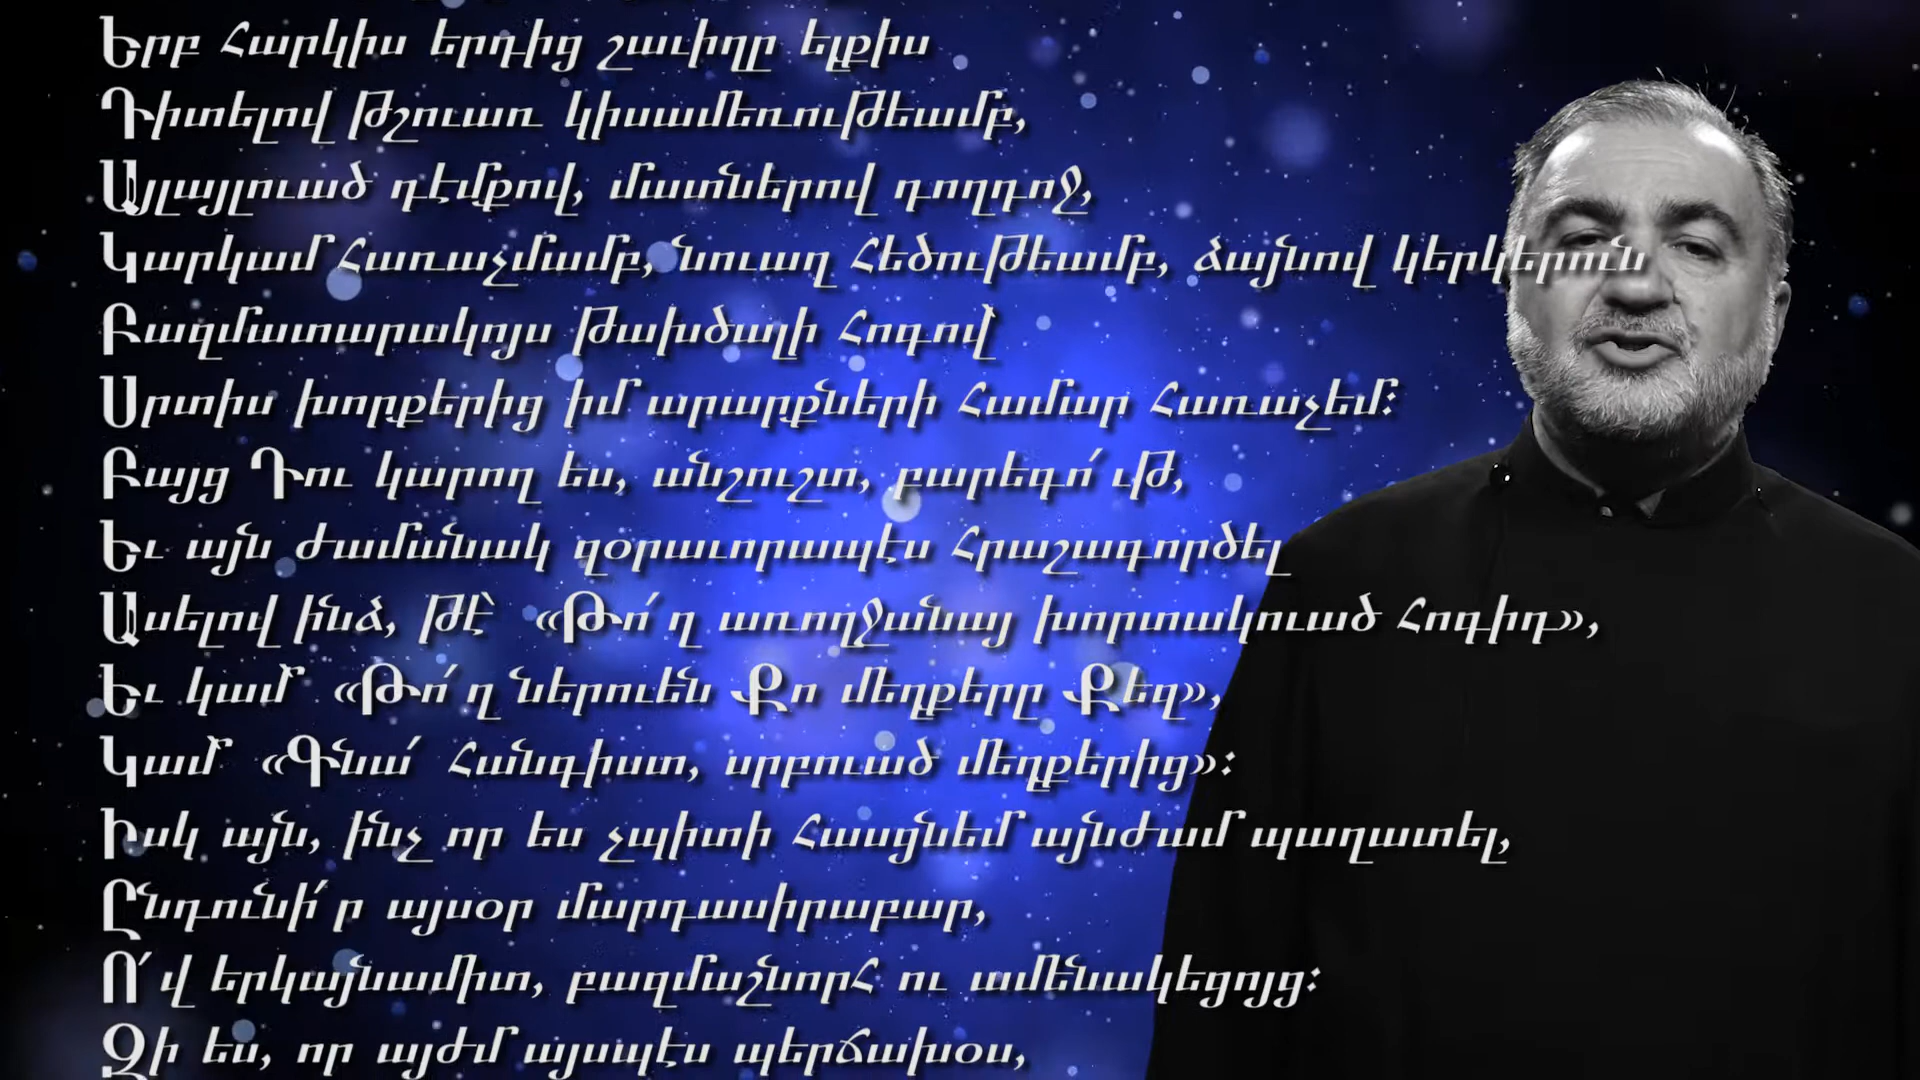 Երբ հարկիս երդից շաւիղը ելքիս
Դիտելով թշուառ կիսամեռութեամբ,
Այլայլուած դէմքով, մատներով դողդոջ,
Կարկամ հառաչմամբ, նուաղ հեծութեամբ, ձայնով կերկերուն
Բազմատարակոյս թախծալի հոգով՝
Սրտիս խորքերից իմ արարքների համար հառաչեմ:
Բայց Դու կարող ես, անշուշտ, բարեգո՛ւթ,
Եւ այն ժամանակ զօրաւորապէս հրաշագործել
Ասելով ինձ, թէ՝ «Թո՛ղ առողջանայ խորտակուած հոգիդ»,
Եւ կամ՝ «Թո՛ղ ներուեն Քո մեղքերը Քեզ»,
Կամ՝ «Գնա՛ հանգիստ, սրբուած մեղքերից»:
Իսկ այն, ինչ որ ես չպիտի հասցնեմ այնժամ պաղատել,
Ընդունի՛ր այսօր մարդասիրաբար,
Ո՛վ երկայնամիտ, բազմաշնորհ ու ամենակեցոյց:
Զի ես, որ այժմ այսպէս պերճախօս,